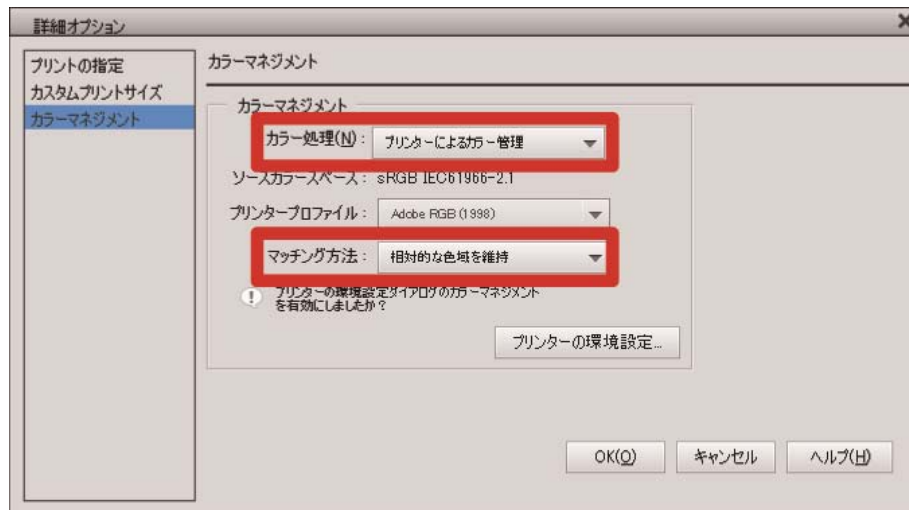 詳細オプション
プリントの指定
カスタムプリントサイズ
カラーマネジメント
カラーマネジメント
カラーマネジメント
カラー処理(N): プリンターによるカラー管理
ソースカラースペース: sRGB IEC61966-2.1
プリンタープロファイル: Adobe RGB (1998)
マッチング方法: 相対的な色域を維持
プリンターの環境設定ダイアログのカラーマネジメント
を有効にしましたか?
プリンターの環境設定...
OK(O) キャンセル ヘルプ(H)